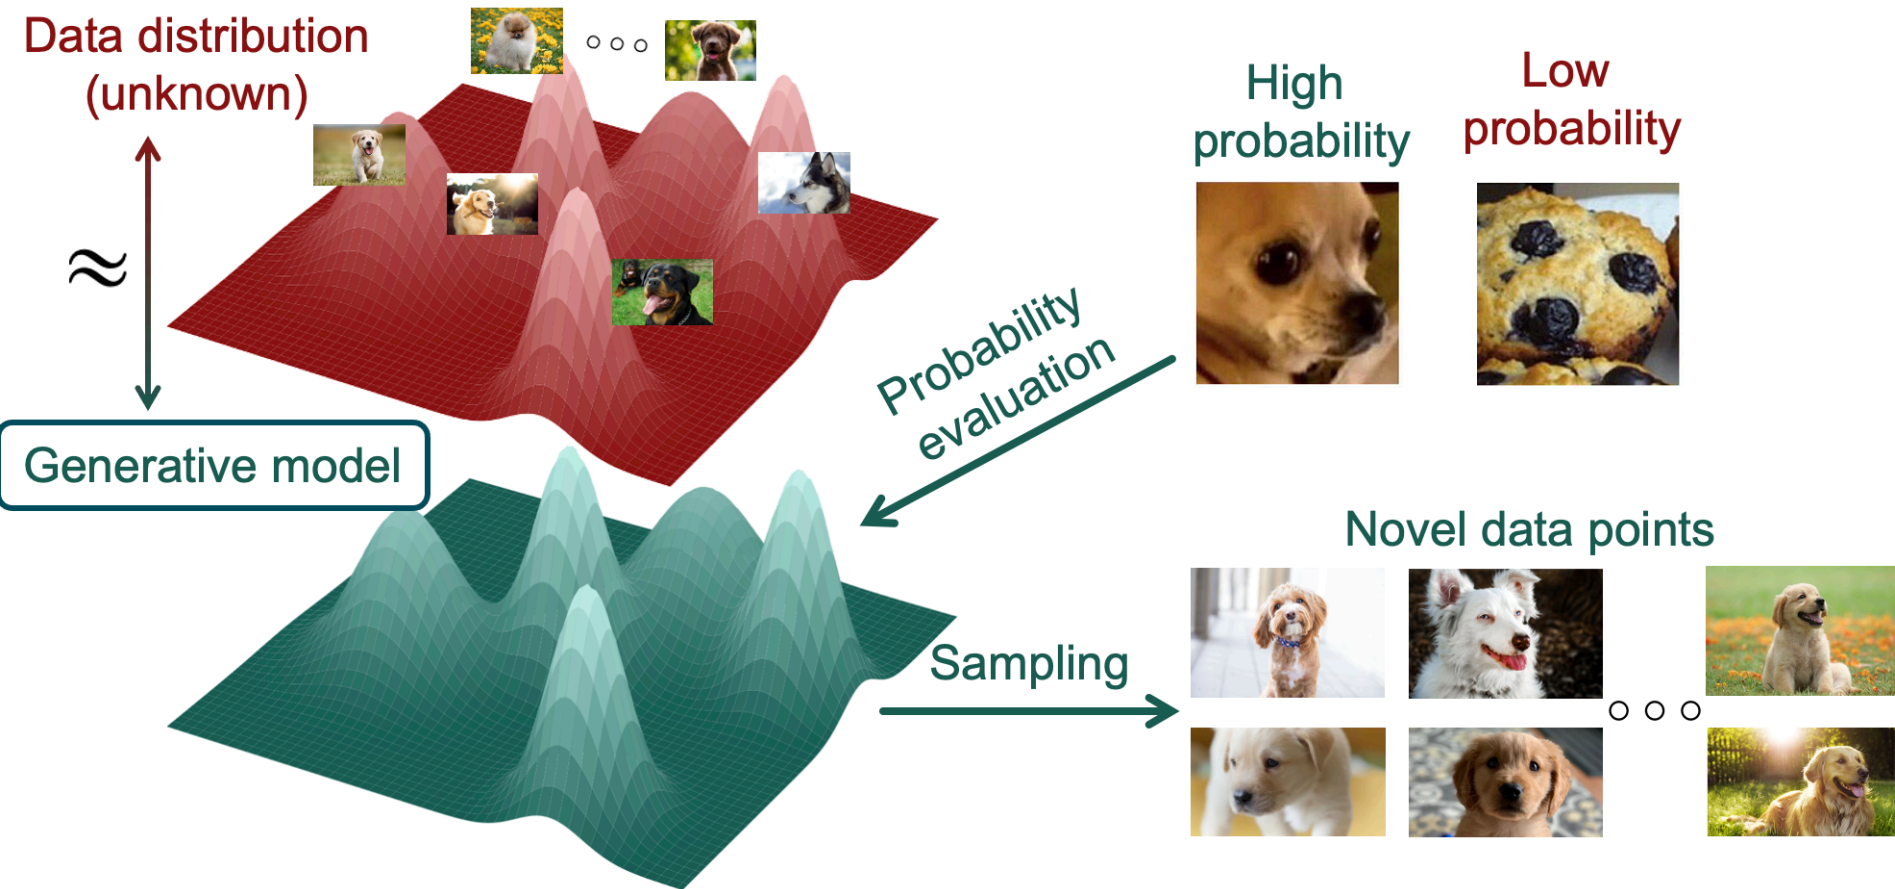 Data distribution
(unknown)
≈
Generative model
High
probability
Low
probability
Probability
evaluation
Sampling
Novel data points